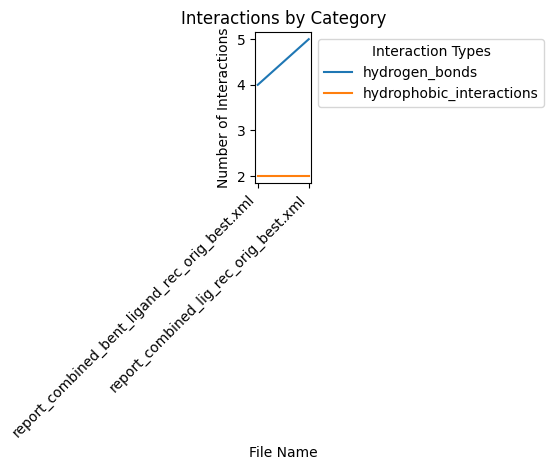 Interactions by Category
Number of Interactions
5
4
3
2
Interaction Types
hydrogen_bonds
hydrophobic_interactions
report_combined_bent_ligand_rec_orig_best.xml
report_combined_lig_rec_orig_best.xml
File Name